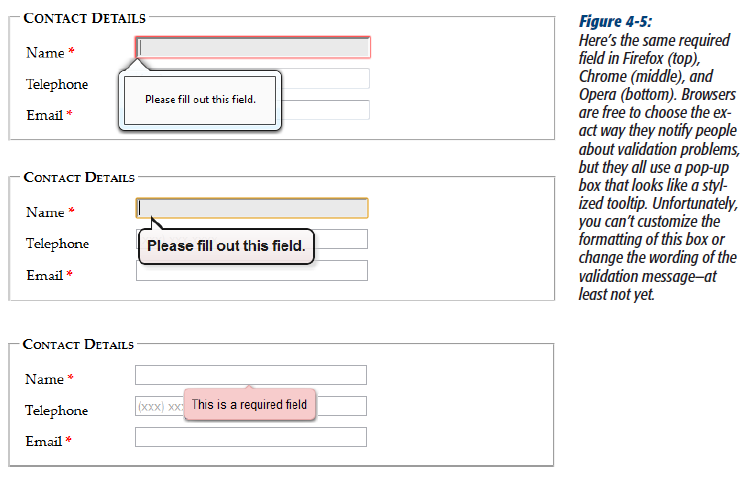 CONTACT DETAILS
Name *
Telephone
Please fill out this field.
Email *
CONTACT DETAILS
Name *
Telephone
Please fill out this field.
Email *
CONTACT DETAILS
Name *
Telephone
(xxx) xx
This is a required field
Email *
Figure 4-5:
Here's the same required
field in Firefox (top),
Chrome (middle), and
Opera (bottom). Browsers
are free to choose the ex-
act way they notify people
about validation problems,
but they all use a pop-up
box that looks like a styl-
ized tooltip. Unfortunately,
you can't customize the
formatting of this box or
change the wording of the
validation message—at
least not yet.